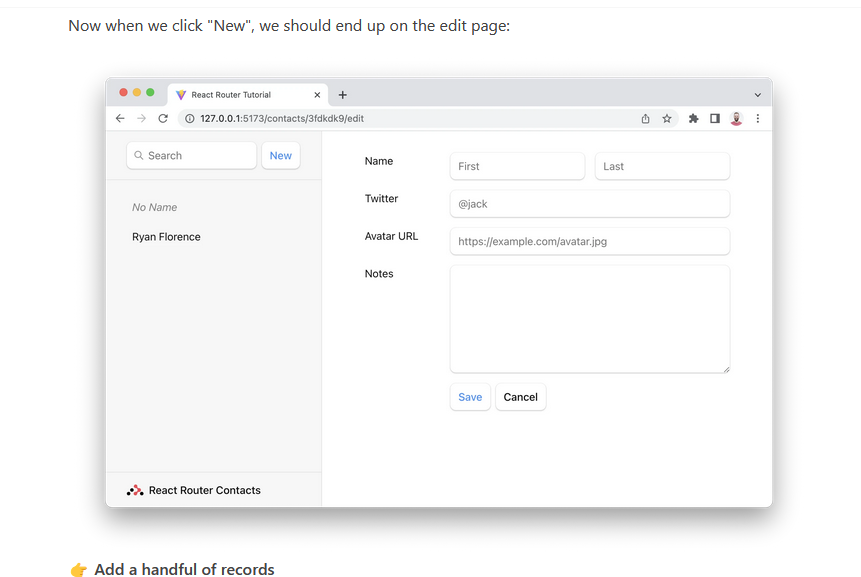 Now when we click "New", we should end up on the edit page:
React Router Tutorial
127.0.0.1:5173/contacts/3fdkdk9/edit
Search
New
No Name
Ryan Florence
Name
First
Last
Twitter
@jack
Avatar URL
https://example.com/avatar.jpg
Notes
Save
Cancel
React Router Contacts
👉 Add a handful of records